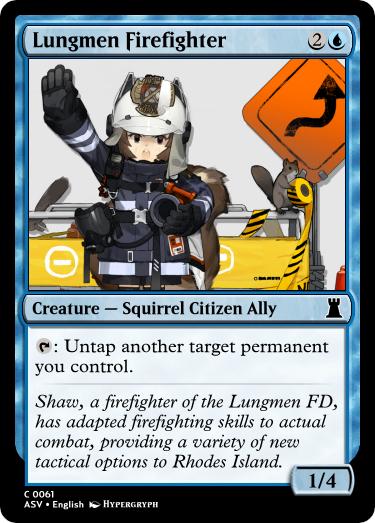 Lungmen Firefighter 2
Creature — Squirrel Citizen Ally
: Untap another target permanent
you control.
Shaw, a firefighter of the Lungmen FD,
has adapted firefighting skills to actual
combat, providing a variety of new
tactical options to Rhodes Island.
1/4
C 0061
ASV • English HYPERGRYPH